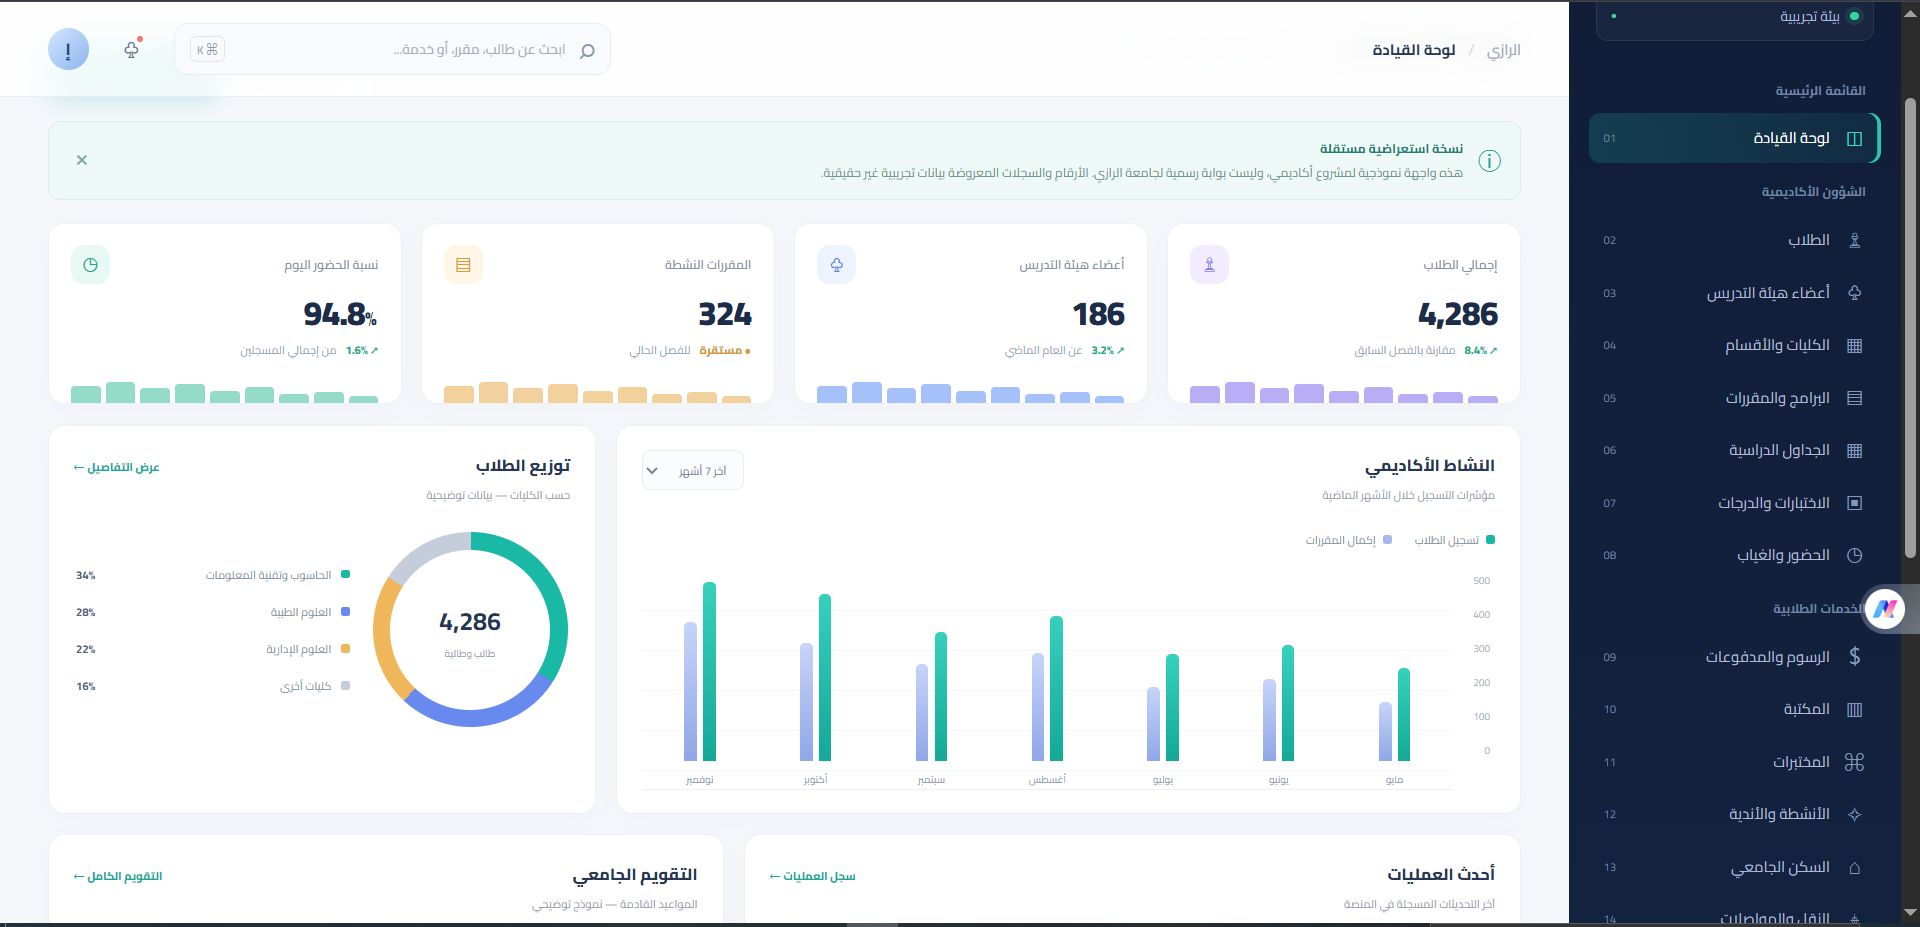 بيئة تجريبية
القائمة الرئيسية
لوحة القيادة 01
الشؤون الأكاديمية
الطلاب 02
أعضاء هيئة التدريس 03
الكليات والأقسام 04
البرامج والمقررات 05
الجداول الدراسية 06
الاختبارات والدرجات 07
الحضور والغياب 08
الخدمات الطلابية
$ الرسوم والمدفوعات 09
المكتبة 10
المختبرات 11
الأنشطة والأندية 12
السكن الجامعي 13
النقل والمواصلات 14
الرازي / لوحة القيادة
ابحث عن طالب، مقرر، أو خدمة...
⌘ K
إ
نسخة استعراضية مستقلة
هذه واجهة نموذجية لمشروع أكاديمي، وليست بوابة رسمية لجامعة الرازي. الأرقام والسجلات المعروضة بيانات تجريبية غير حقيقية.
إجمالي الطلاب
4,286
↗ 8.4% مقارنة بالفصل السابق
أعضاء هيئة التدريس
186
↗ 3.2% عن العام الماضي
المقررات النشطة
324
● مستقرة للفصل الحالي
نسبة الحضور اليوم
94.8%
↗ 1.6% من إجمالي المسجلين
النشاط الأكاديمي
مؤشرات التسجيل خلال الأشهر الماضية
آخر 7 أشهر
تسجيل الطلاب
إكمال المقررات
500
400
300
200
100
0
مايو
يونيو
يوليو
أغسطس
سبتمبر
أكتوبر
نوفمبر
توزيع الطلاب
حسب الكليات — بيانات توضيحية
عرض التفاصيل ←
4,286
طالب وطالبة
الحاسوب وتقنية المعلومات 34%
العلوم الطبية 28%
العلوم الإدارية 22%
كليات أخرى 16%
أحدث العمليات
آخر التحديثات المسجلة في المنصة
سجل العمليات ←
التقويم الجامعي
المواعيد القادمة — نموذج توضيحي
التقويم الكامل ←